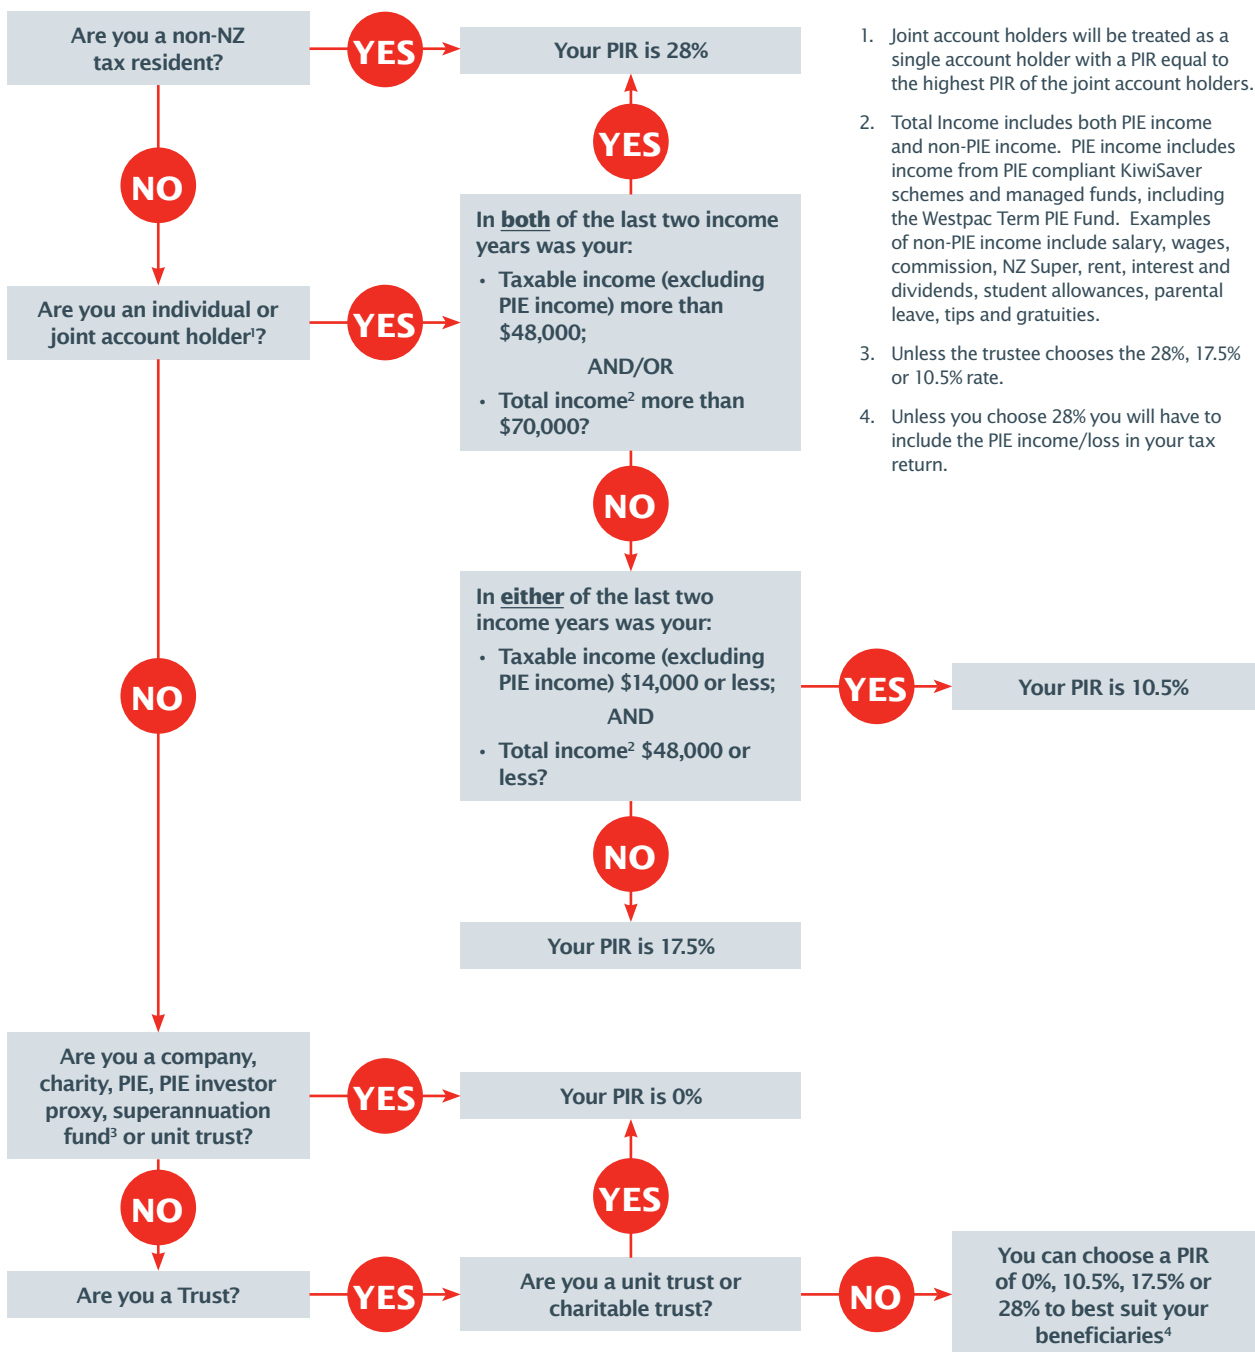 Are you a non-NZ
tax resident?
YES
Your PIR is 28%
NO
YES
Are you an individual or
joint account holder¹?
YES
In both of the last two income
years was your:
• Taxable income (excluding
PIE income) more than
$48,000;
AND/OR
• Total income² more than
$70,000?
NO
In either of the last two
income years was your:
• Taxable income (excluding
PIE income) $14,000 or less;
AND
• Total income² $48,000 or
less?
YES
Your PIR is 10.5%
NO
NO
Your PIR is 17.5%
Are you a company,
charity, PIE, PIE investor
proxy, superannuation
fund³ or unit trust?
YES
Your PIR is 0%
NO
YES
Are you a Trust?
YES
Are you a unit trust or
charitable trust?
NO
You can choose a PIR
of 0%, 10.5%, 17.5% or
28% to best suit your
beneficiaries⁴
1. Joint account holders will be treated as a
single account holder with a PIR equal to
the highest PIR of the joint account holders.
2. Total Income includes both PIE income
and non-PIE income. PIE income includes
income from PIE compliant KiwiSaver
schemes and managed funds, including
the Westpac Term PIE Fund. Examples
of non-PIE income include salary, wages,
commission, NZ Super, rent, interest and
dividends, student allowances, parental
leave, tips and gratuities.
3. Unless the trustee chooses the 28%, 17.5%
or 10.5% rate.
4. Unless you choose 28% you will have to
include the PIE income/loss in your tax
return.